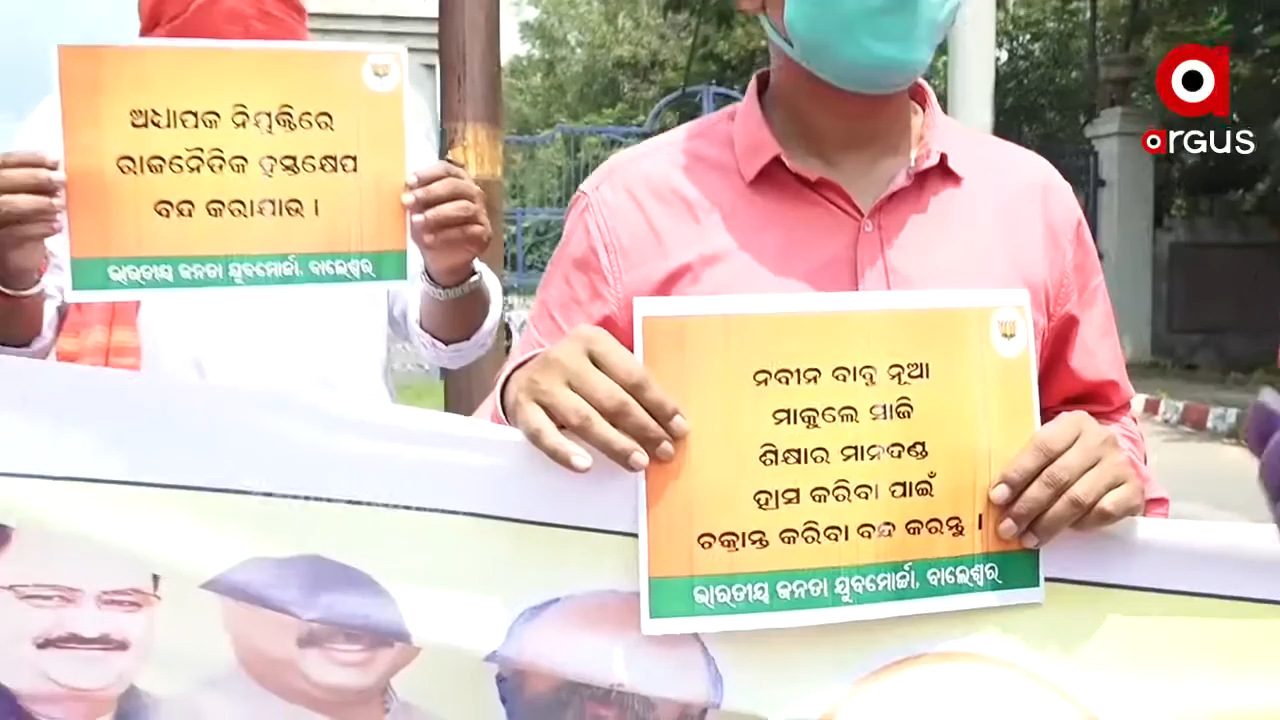 ଅଧ୍ୟାପକ ନିଯୁକ୍ତିରେ
ରାଜନୈତିକ ହସ୍ତକ୍ଷେପ
ବନ୍ଦ କରାଯାଉ ।
ଭାରତୀୟ ଜନତା ଯୁବମୋର୍ଚ୍ଚା, ବାଲେଶ୍ୱର
ନବୀନ ବାବୁ ନୂଆ
ମାକୁଲେ ସାଜି
ଶିକ୍ଷାର ମାନଦଣ୍ଡ
ହ୍ରାସ କରିବା ପାଇଁ
ଚକ୍ରାନ୍ତ କରିବା ବନ୍ଦ କରନ୍ତୁ ।
ଭାରତୀୟ ଜନତା ଯୁବମୋର୍ଚ୍ଚା, ବାଲେଶ୍ୱର
argus